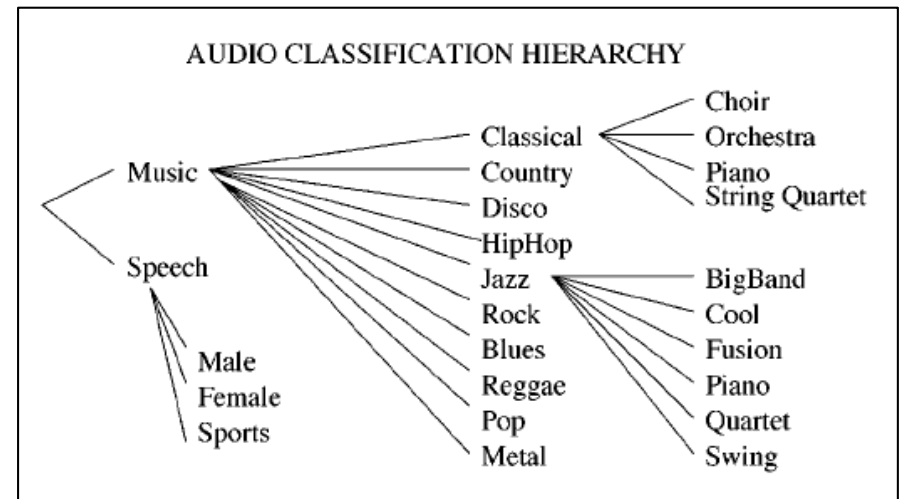 AUDIO CLASSIFICATION HIERARCHY
Music
Speech
Male
Female
Sports
Classical
Country
Disco
HipHop
Jazz
Rock
Blues
Reggae
Pop
Metal
Choir
Orchestra
Piano
String Quartet
BigBand
Cool
Fusion
Piano
Quartet
Swing